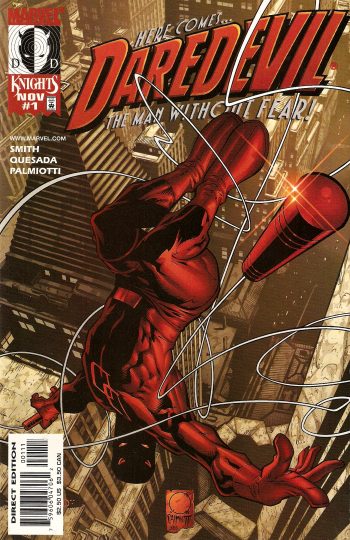 MARVEL
D D
KNIGHTS
NOV
#1
HERE COMES...
DAREDEVIL
THE MAN WITHOUT FEAR!
WWW.MARVEL.COM
SMITH
QUESADA
PALMIOTTI
DIRECT EDITION
00111
$2.50 US $3.50 CAN